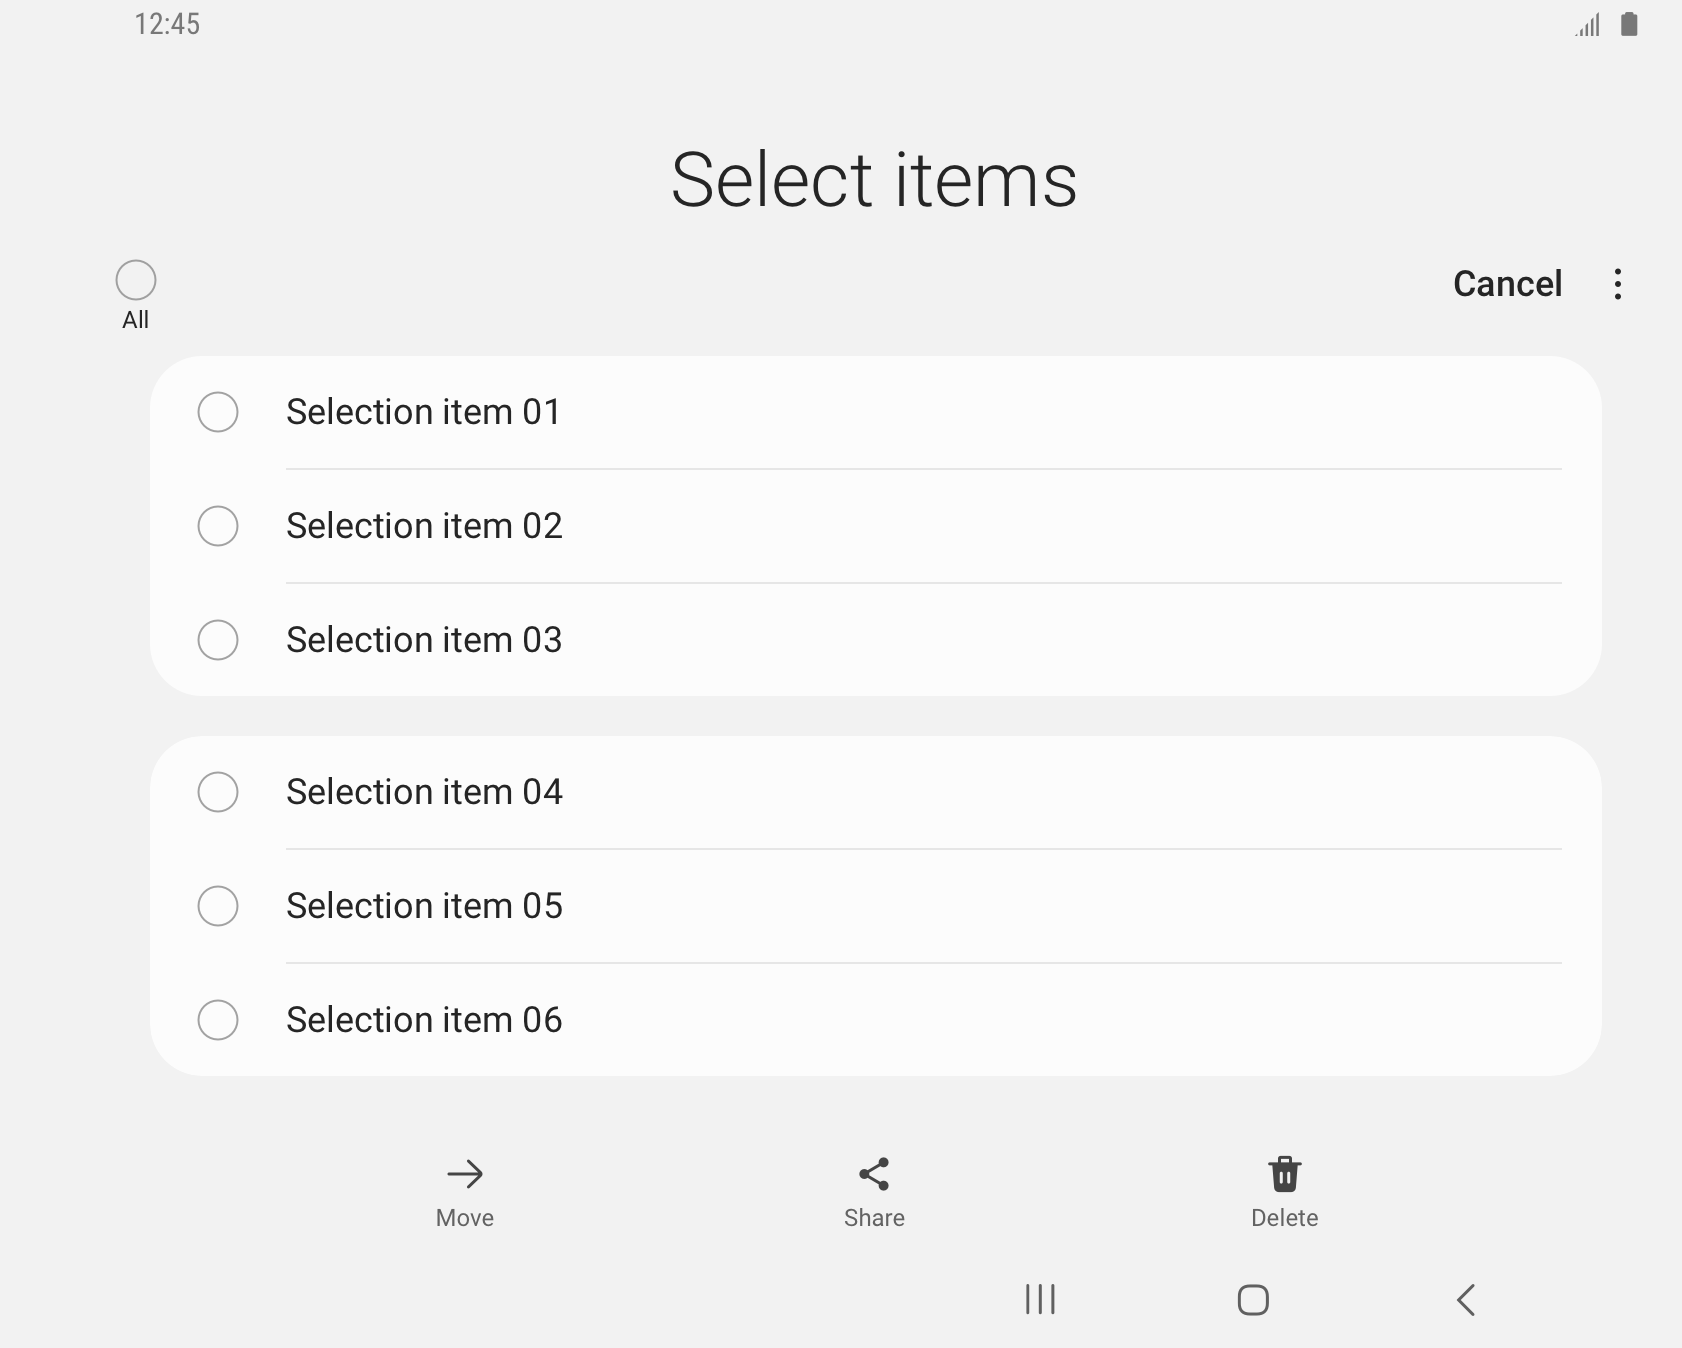 12:45
Select items
All
Cancel
Selection item 01
Selection item 02
Selection item 03
Selection item 04
Selection item 05
Selection item 06
Move
Share
Delete